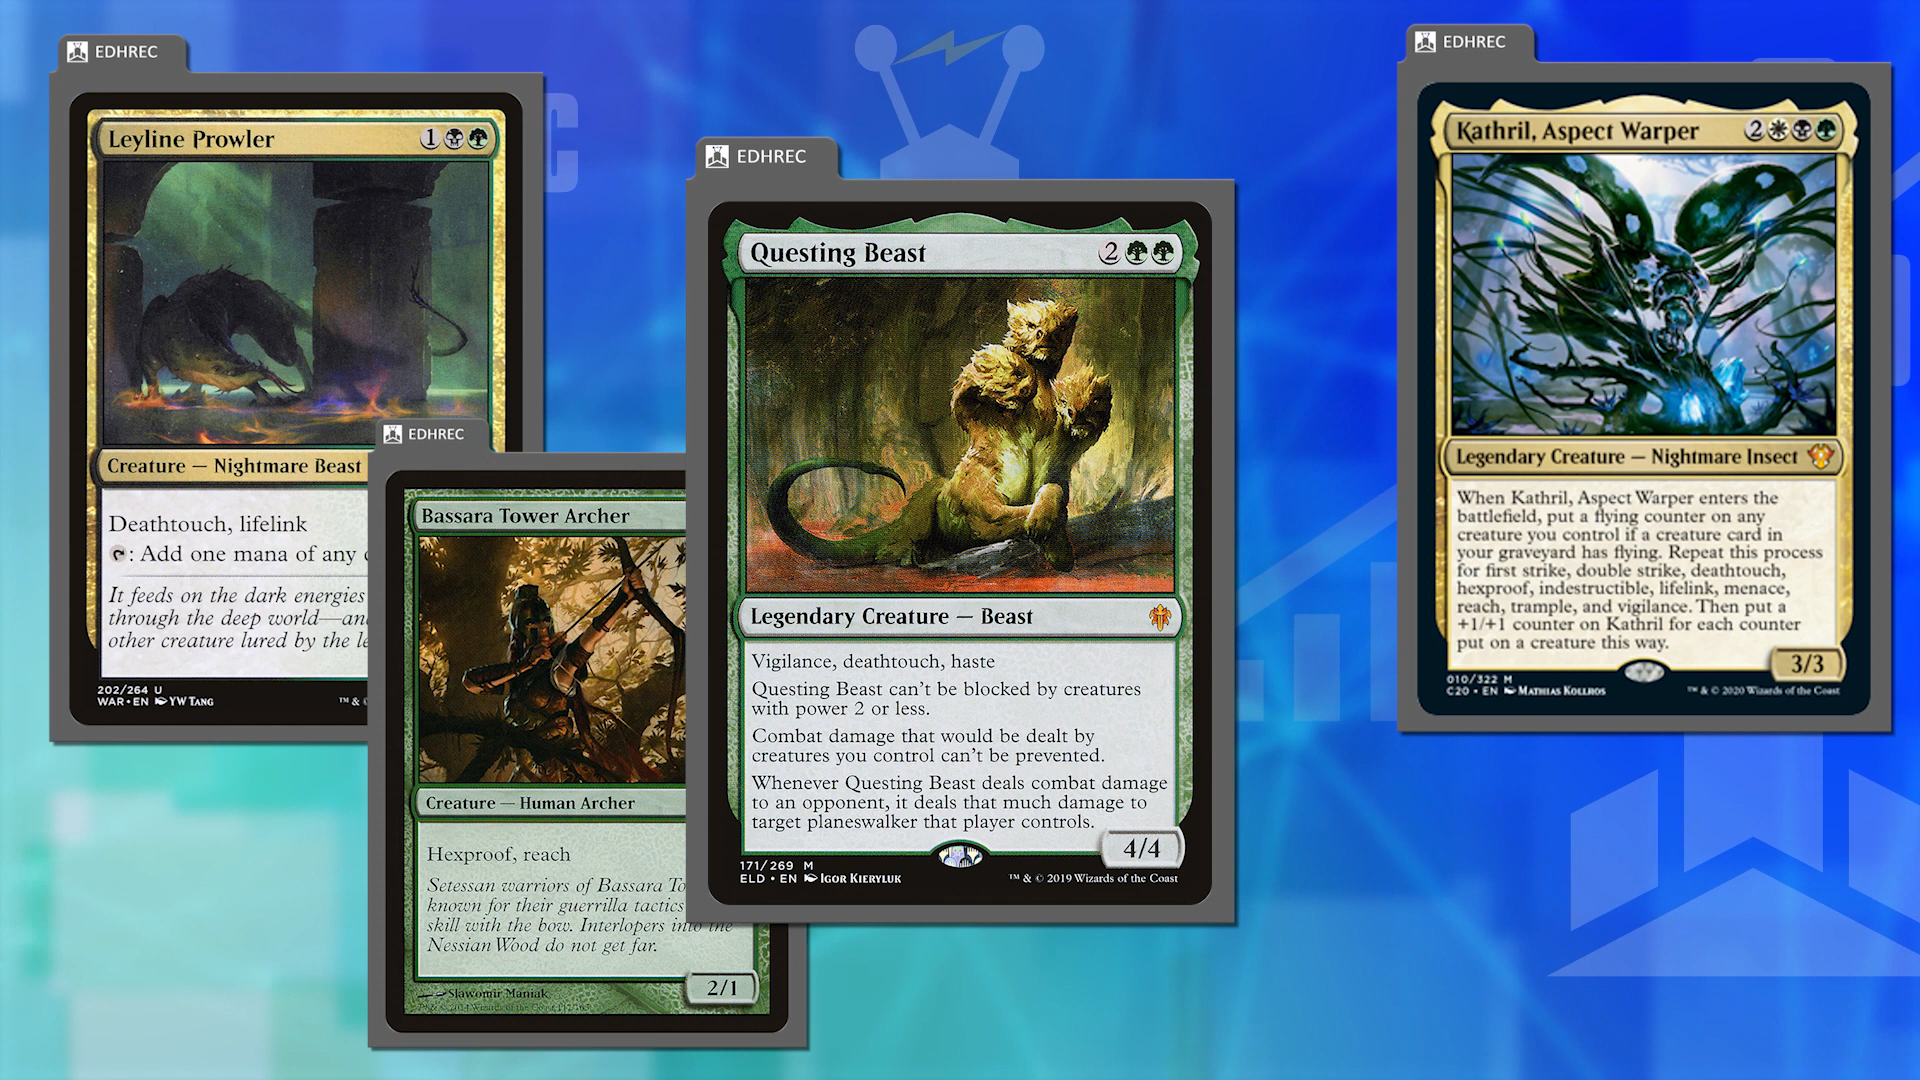 EDHREC
Leyline Prowler 1
Creature — Nightmare Beast
Deathtouch, lifelink
: Add one mana of any
It feeds on the dark energies
through the deep world—an
other creature lured by the
202/264 U
WAR • EN YW TANG
™ & ©
EDHREC
Bassara Tower Archer
Creature — Human Archer
Hexproof, reach
Setessan warriors of Bassara To
known for their guerrilla tactics
skill with the bow. Interlopers into the
Nessian Wood do not get far.
2/1
Slawomir Maniak
EDHREC
Questing Beast 2
Legendary Creature — Beast
Vigilance, deathtouch, haste
Questing Beast can't be blocked by creatures
with power 2 or less.
Combat damage that would be dealt by
creatures you control can't be prevented.
Whenever Questing Beast deals combat damage
to an opponent, it deals that much damage to
target planeswalker that player controls.
4/4
171/269 M
ELD • EN IGOR KIERYLUK
™ & © 2019 Wizards of the Coast
EDHREC
Kathril, Aspect Warper 2
Legendary Creature — Nightmare Insect
When Kathril, Aspect Warper enters the
battlefield, put a flying counter on any
creature you control if a creature card in
your graveyard has flying. Repeat this process
for first strike, double strike, deathtouch,
hexproof, indestructible, lifelink, menace,
reach, trample, and vigilance. Then put a
+1/+1 counter on Kathril for each counter
put on a creature this way.
3/3
010/322 M
C20 • EN MATHIAS KOLLROS
™ & © 2020 Wizards of the Coast